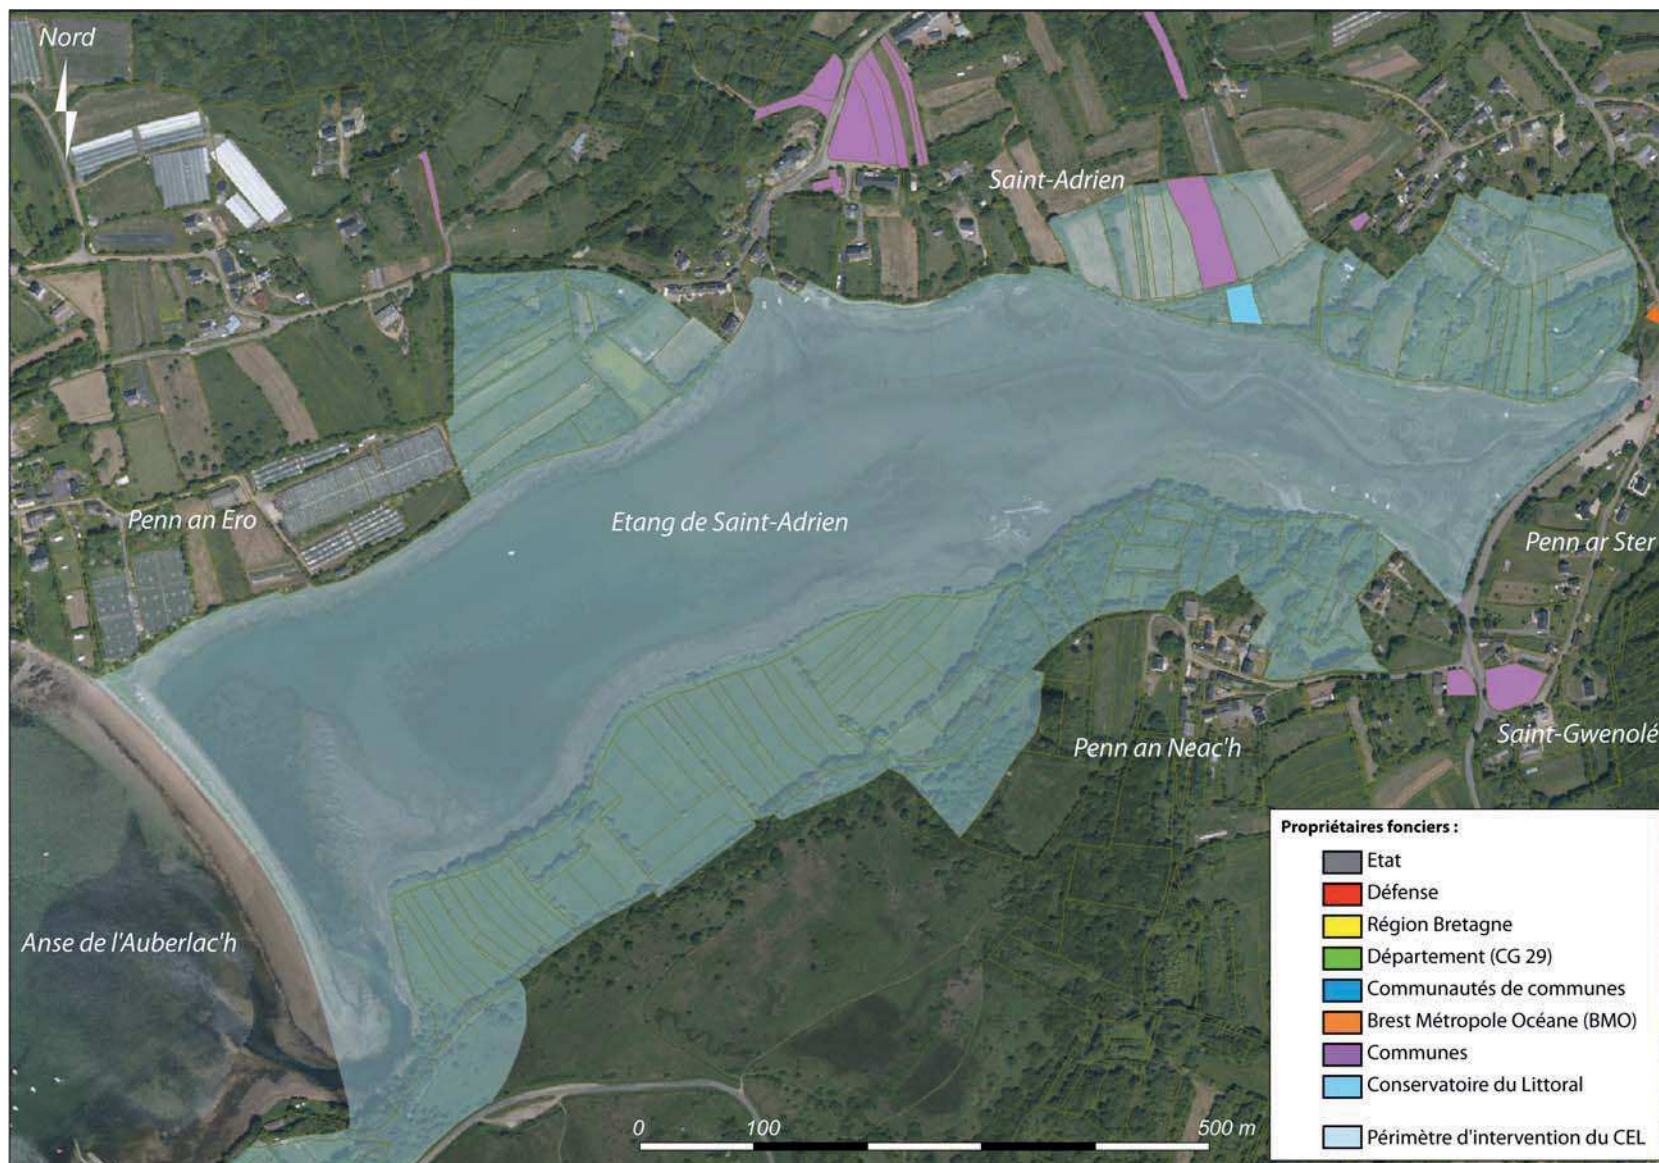 Nord
Saint-Adrien
Penn an Ero
Etang de Saint-Adrien
Penn ar Ster
Penn an Neac'h
Saint-Gwenolé
Anse de l'Auberlac'h
Propriétaires fonciers :
Etat
Défense
Région Bretagne
Département (CG 29)
Communautés de communes
Brest Métropole Océane (BMO)
Communes
Conservatoire du Littoral
Périmètre d'intervention du CEL
0 100 500 m